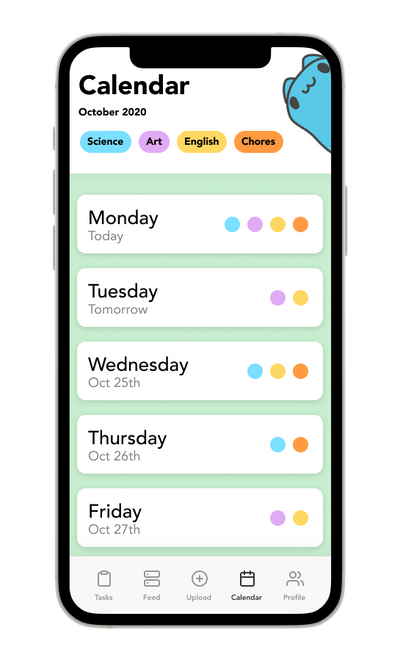 Calendar
October 2020
Science Art English Chores
Monday
Today
Tuesday
Tomorrow
Wednesday
Oct 25th
Thursday
Oct 26th
Friday
Oct 27th
Tasks Feed Upload Calendar Profile